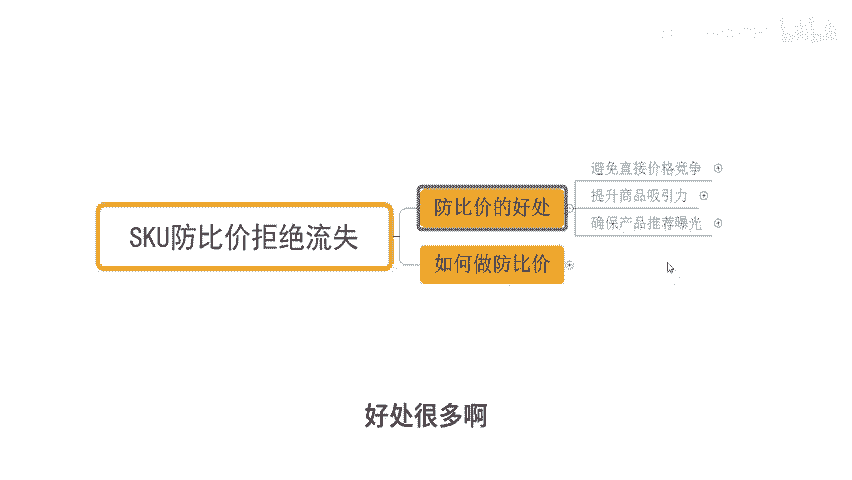 SKU防比价拒绝流失
防比价的好处
避免直接价格竞争
提升商品吸引力
确保产品推荐曝光
如何做防比价
好处很多啊